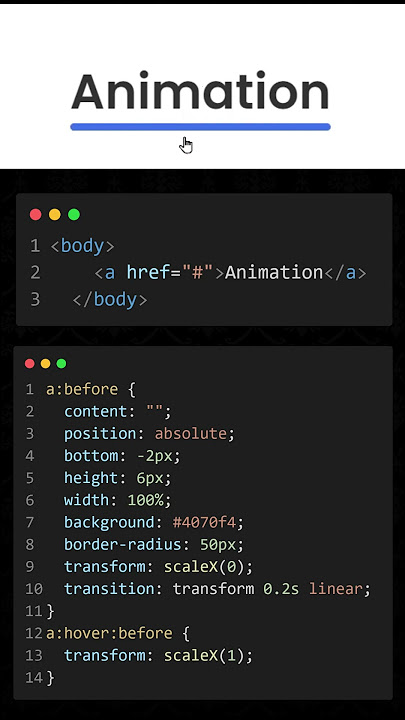 Animation
1 <body>
2 <a href="#">Animation</a>
3 </body>
1 a:before {
2 content: "";
3 position: absolute;
4 bottom: -2px;
5 height: 6px;
6 width: 100%;
7 background: #4070f4;
8 border-radius: 50px;
9 transform: scaleX(0);
10 transition: transform 0.2s linear;
11 }
12 a:hover:before {
13 transform: scaleX(1);
14 }